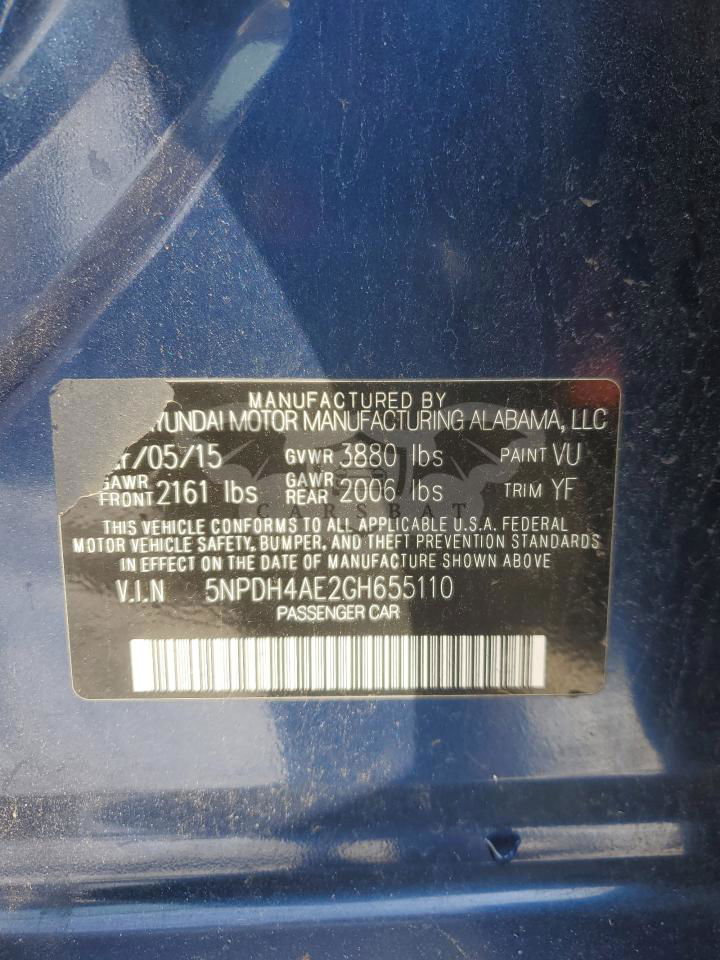 MANUFACTURED BY
HYUNDAI MOTOR MANUFACTURING ALABAMA, LLC
/05/15 GVWR 3880 lbs PAINT VU
GAWR FRONT 2161 lbs GAWR REAR 2006 lbs TRIM YF
CARSBAT
THIS VEHICLE CONFORMS TO ALL APPLICABLE U.S.A. FEDERAL
MOTOR VEHICLE SAFETY, BUMPER, AND THEFT PREVENTION STANDARDS
IN EFFECT ON THE DATE OF MANUFACTURE SHOWN ABOVE
V.I.N 5NPDH4AE2GH655110
PASSENGER CAR